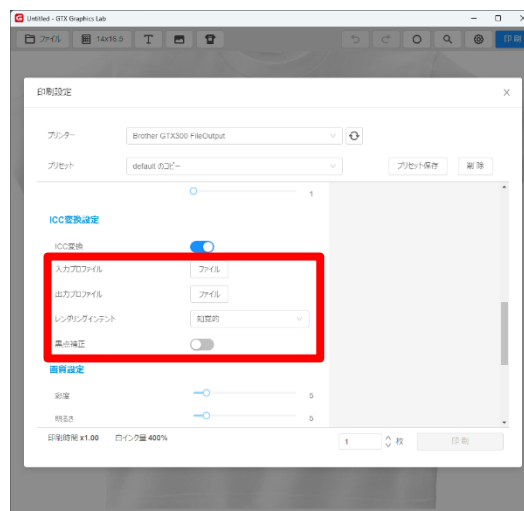 Untitled - GTX Graphics Lab
ファイル 14x16.5 印刷
印刷設定
プリンター Brother GTX300 FileOutput
プリセット default のコピー プリセット保存 削除
1
ICC変換設定
ICC変換
入力プロファイル ファイル
出力プロファイル ファイル
レンダリングインテント 知覚的
黒点補正
画質設定
彩度 5
明るさ 5
印刷時間 x1.00 白インク量 400% 1 枚 印刷